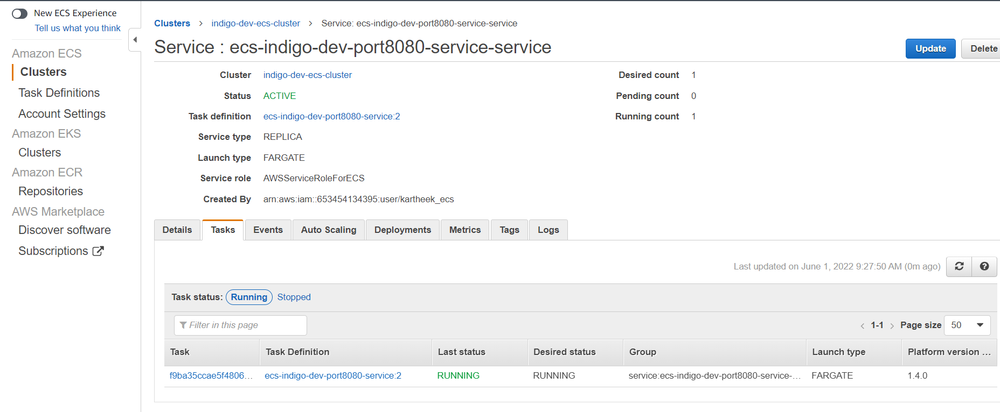 New ECS Experience
Tell us what you think
Amazon ECS
Clusters
Task Definitions
Account Settings
Amazon EKS
Clusters
Amazon ECR
Repositories
AWS Marketplace
Discover software
Subscriptions
Clusters > indigo-dev-ecs-cluster > Service: ecs-indigo-dev-port8080-service-service
Service : ecs-indigo-dev-port8080-service-service
Update Delete
Cluster indigo-dev-ecs-cluster Desired count 1
Status ACTIVE Pending count 0
Task definition ecs-indigo-dev-port8080-service:2 Running count 1
Service type REPLICA
Launch type FARGATE
Service role AWSServiceRoleForECS
Created By arn:aws:iam::653454134395:user/kartheek_ecs
Details Tasks Events Auto Scaling Deployments Metrics Tags Logs
Last updated on June 1, 2022 9:27:50 AM (0m ago)
Task status: Running Stopped
Filter in this page < 1-1 > Page size 50
Task Task Definition Last status Desired status Group Launch type Platform version ...
f9ba35ccae5f4806... ecs-indigo-dev-port8080-service:2 RUNNING RUNNING service:ecs-indigo-dev-port8080-service-... FARGATE 1.4.0